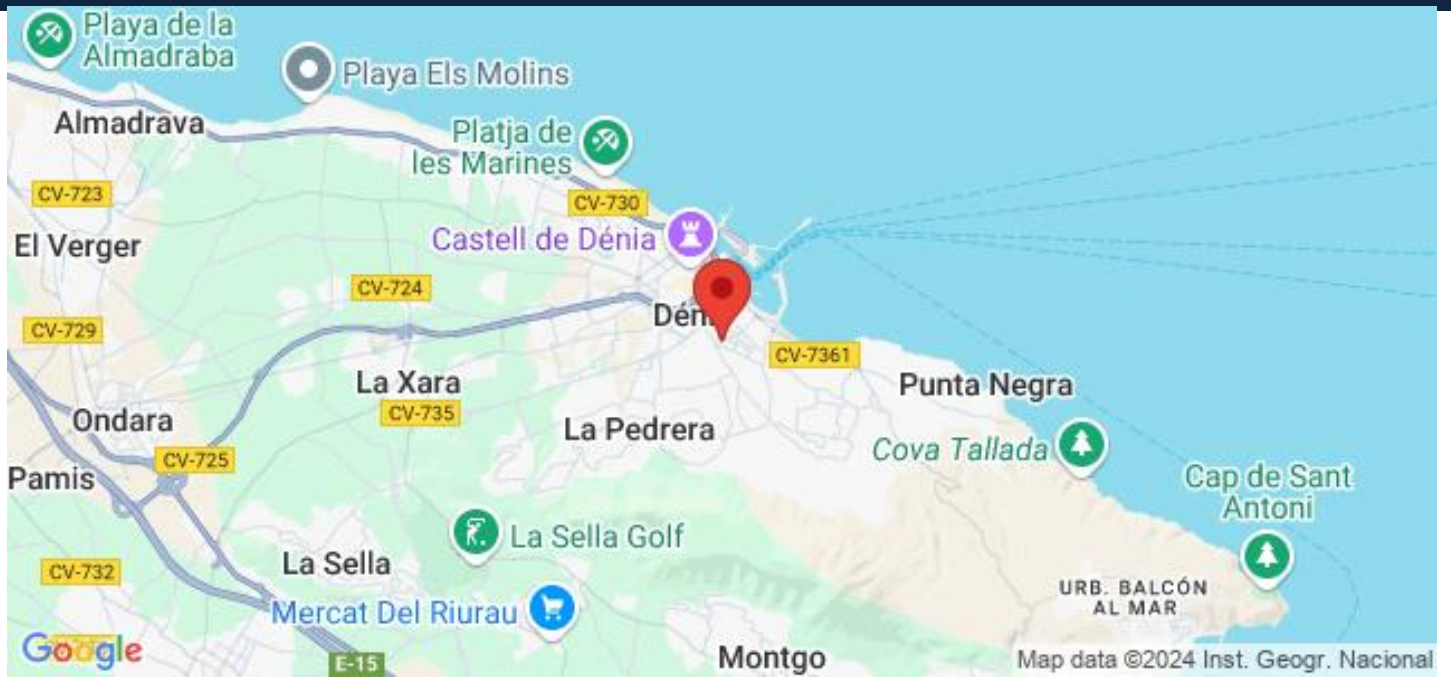 Playa de la
Almadraba
Playa Els Molins
Almadrava
Platja de
les Marines
CV-723
CV-730
El Verger
Castell de Dénia
CV-724
CV-729
CV-7361
La Xara
Punta Negra
CV-735
Ondara
La Pedrera
Cova Tallada
CV-725
Pamis
Cap de Sant
Antoni
La Sella Golf
La Sella
CV-732
URB. BALCÓN
AL MAR
Mercat Del Riurau
Google
E-15
Montgo
Map data ©2024 Inst. Geogr. Nacional